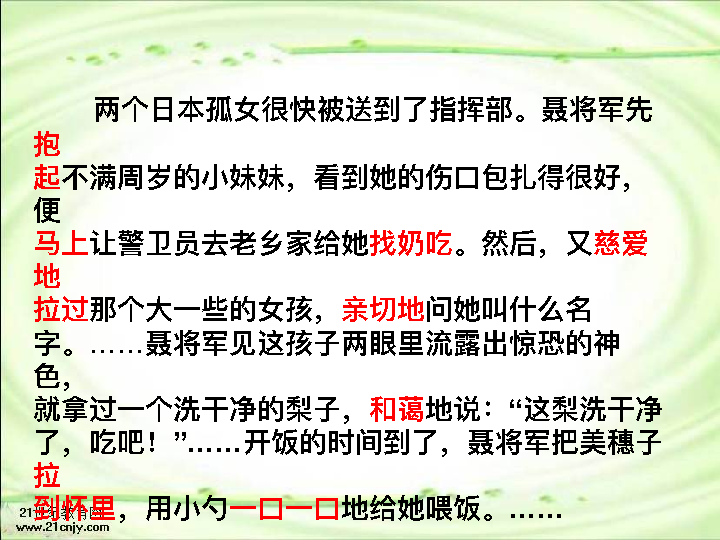 两个日本孤女很快被送到了指挥部。聂将军先
抱
起不满周岁的小妹妹，看到她的伤口包扎得很好，
便
马上让警卫员去老乡家给她找奶吃。然后，又慈爱
地
拉过那个大一些的女孩，亲切地问她叫什么名
字。……聂将军见这孩子两眼里流露出惊恐的神
色，
就拿过一个洗干净的梨子，和蔼地说：“这梨洗干净
了，吃吧！”……开饭的时间到了，聂将军把美穗子
拉
到怀里，用小勺一口一口地给她喂饭。……
21世纪教育网
www.21cnjy.com